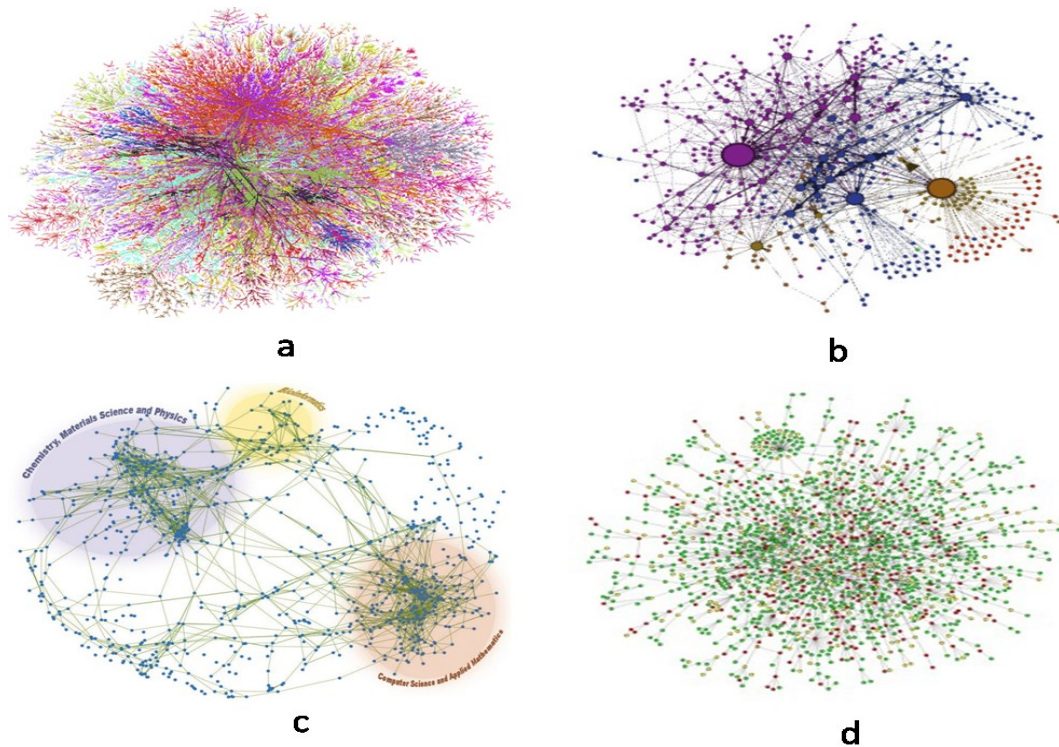 a
b
Chemistry, Materials Science and Physics
Computer Science and Applied Mathematics
c
d